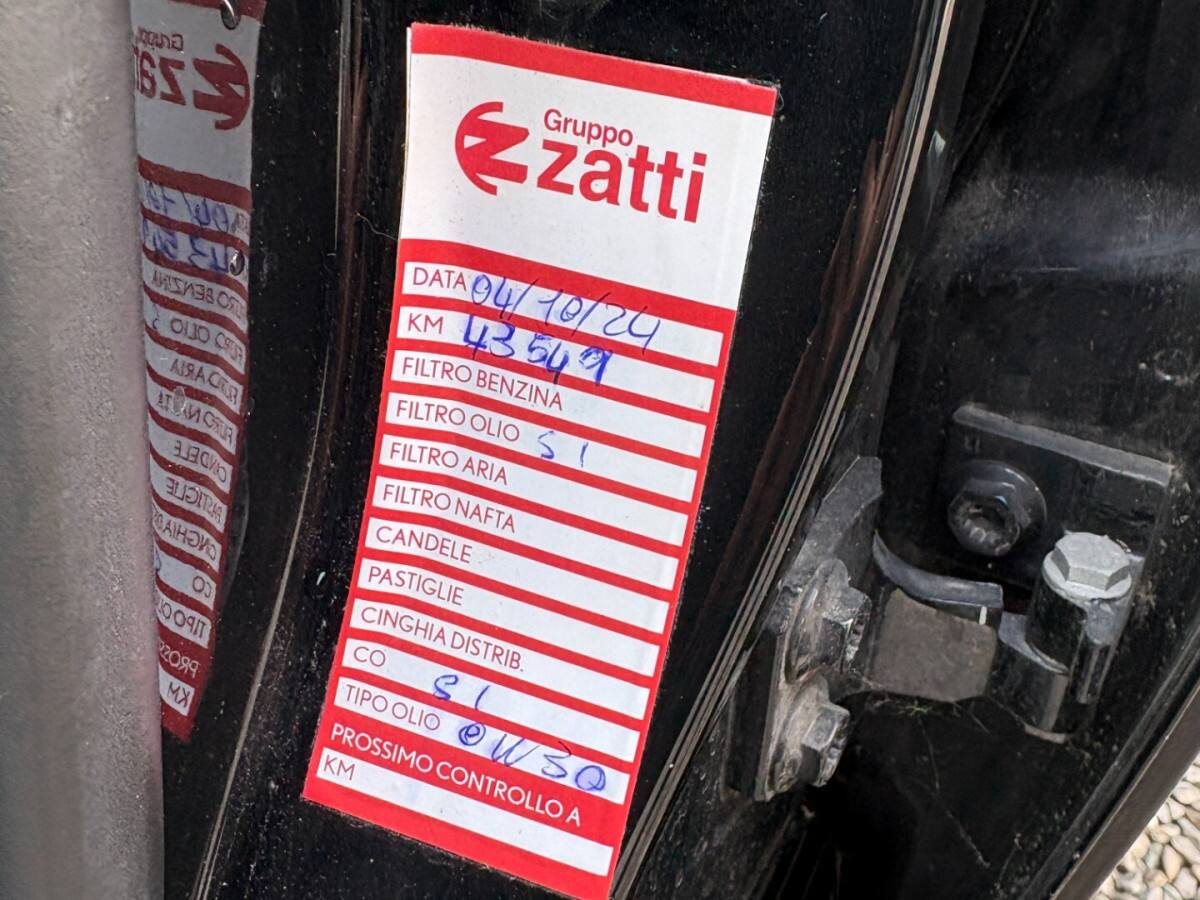 Gruppo
zatti
DATA 04/10/24
KM 43549
FILTRO BENZINA
FILTRO OLIO SI
FILTRO ARIA
FILTRO NAFTA
CANDELE
PASTIGLIE
CINGHIA DISTRIB.
CO SI
TIPO OLIO 0W30
PROSSIMO CONTROLLO A
KM